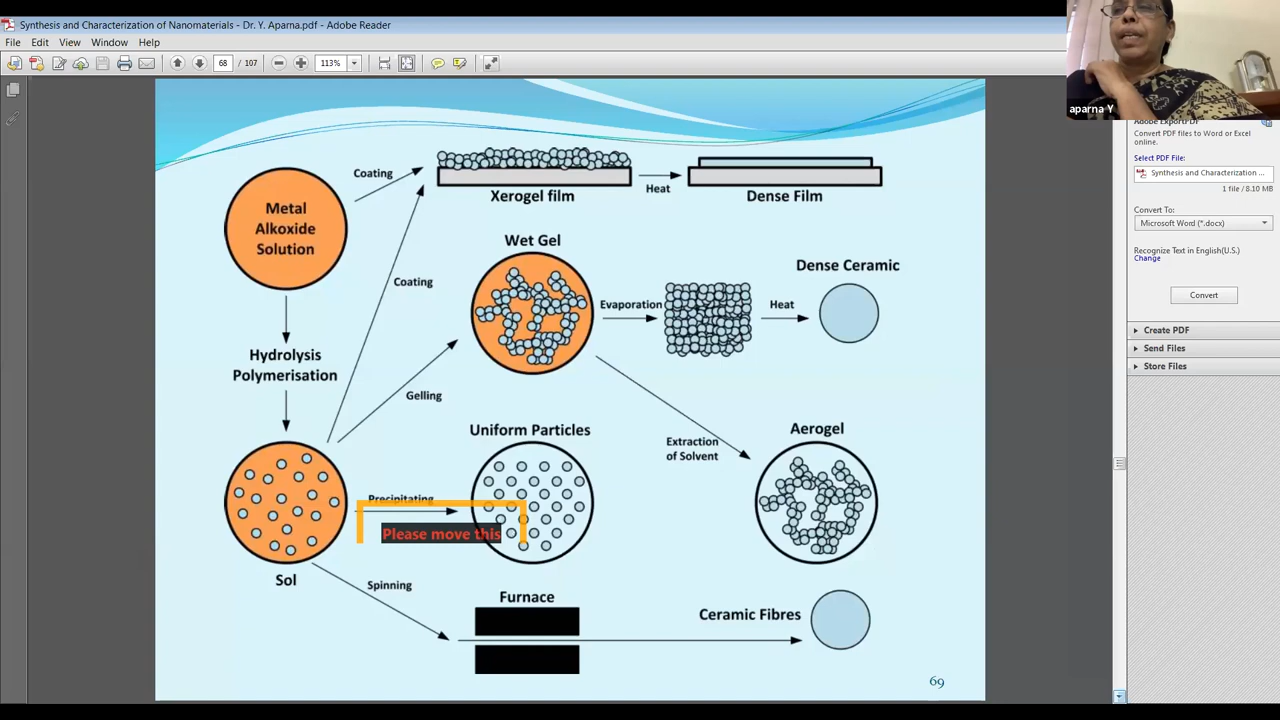 Synthesis and Characterization of Nanomaterials - Dr. Y. Aparna.pdf - Adobe Reader
File Edit View Window Help
68 / 107 113%
aparna Y
Adobe ExportPDF
Convert PDF files to Word or Excel
online.
Select PDF File:
Synthesis and Characterization ...
1 file / 8.10 MB
Convert To:
Microsoft Word (*.docx)
Recognize Text in English(U.S.)
Change
Convert
Create PDF
Send Files
Store Files
Metal
Alkoxide
Solution
Coating
Xerogel film
Heat
Dense Film
Hydrolysis
Polymerisation
Coating
Wet Gel
Evaporation
Heat
Dense Ceramic
Gelling
Extraction
of Solvent
Aerogel
Uniform Particles
Precipitating
Please move this
Sol
Spinning
Furnace
Ceramic Fibres
69